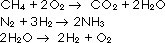 CH₄ + 2O₂ → CO₂ + 2H₂O
N₂ + 3H₂ → 2NH₃
2H₂O → 2H₂ + O₂